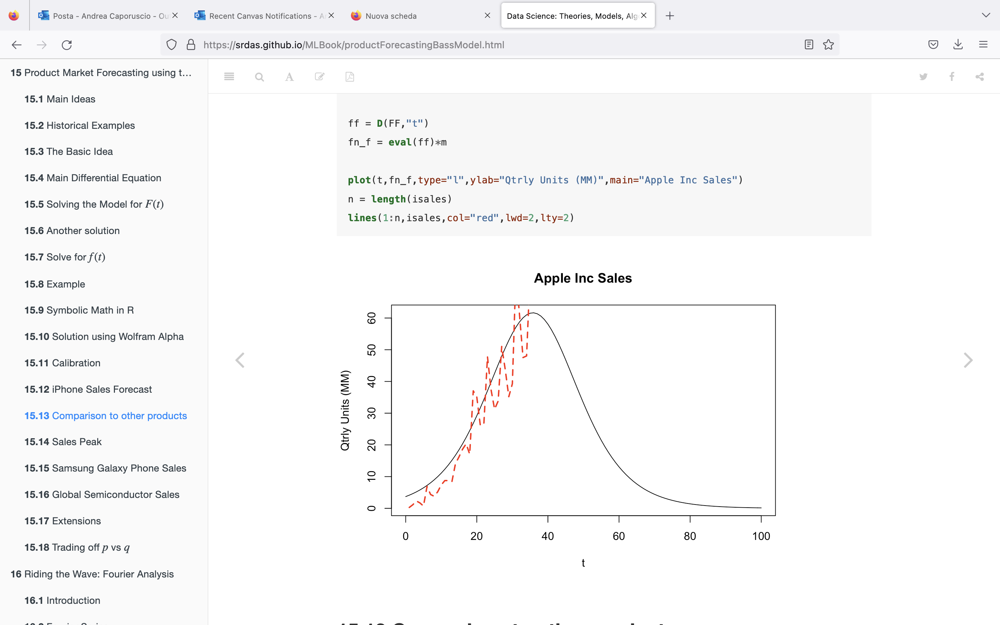 Posta - Andrea Caporuscio - Ou
Recent Canvas Notifications - A
Nuova scheda
Data Science: Theories, Models, Alg
https://srdas.github.io/MLBook/productForecastingBassModel.html
15 Product Market Forecasting using t...
15.1 Main Ideas
15.2 Historical Examples
15.3 The Basic Idea
15.4 Main Differential Equation
15.5 Solving the Model for F(t)
15.6 Another solution
15.7 Solve for f(t)
15.8 Example
15.9 Symbolic Math in R
15.10 Solution using Wolfram Alpha
15.11 Calibration
15.12 iPhone Sales Forecast
15.13 Comparison to other products
15.14 Sales Peak
15.15 Samsung Galaxy Phone Sales
15.16 Global Semiconductor Sales
15.17 Extensions
15.18 Trading off p vs q
16 Riding the Wave: Fourier Analysis
16.1 Introduction
ff = D(FF,"t")
fn_f = eval(ff)*m
plot(t,fn_f,type="l",ylab="Qtrly Units (MM)",main="Apple Inc Sales")
n = length(isales)
lines(1:n,isales,col="red",lwd=2,lty=2)
Apple Inc Sales
Qtrly Units (MM)
60
50
40
30
20
10
0
0 20 40 60 80 100
t